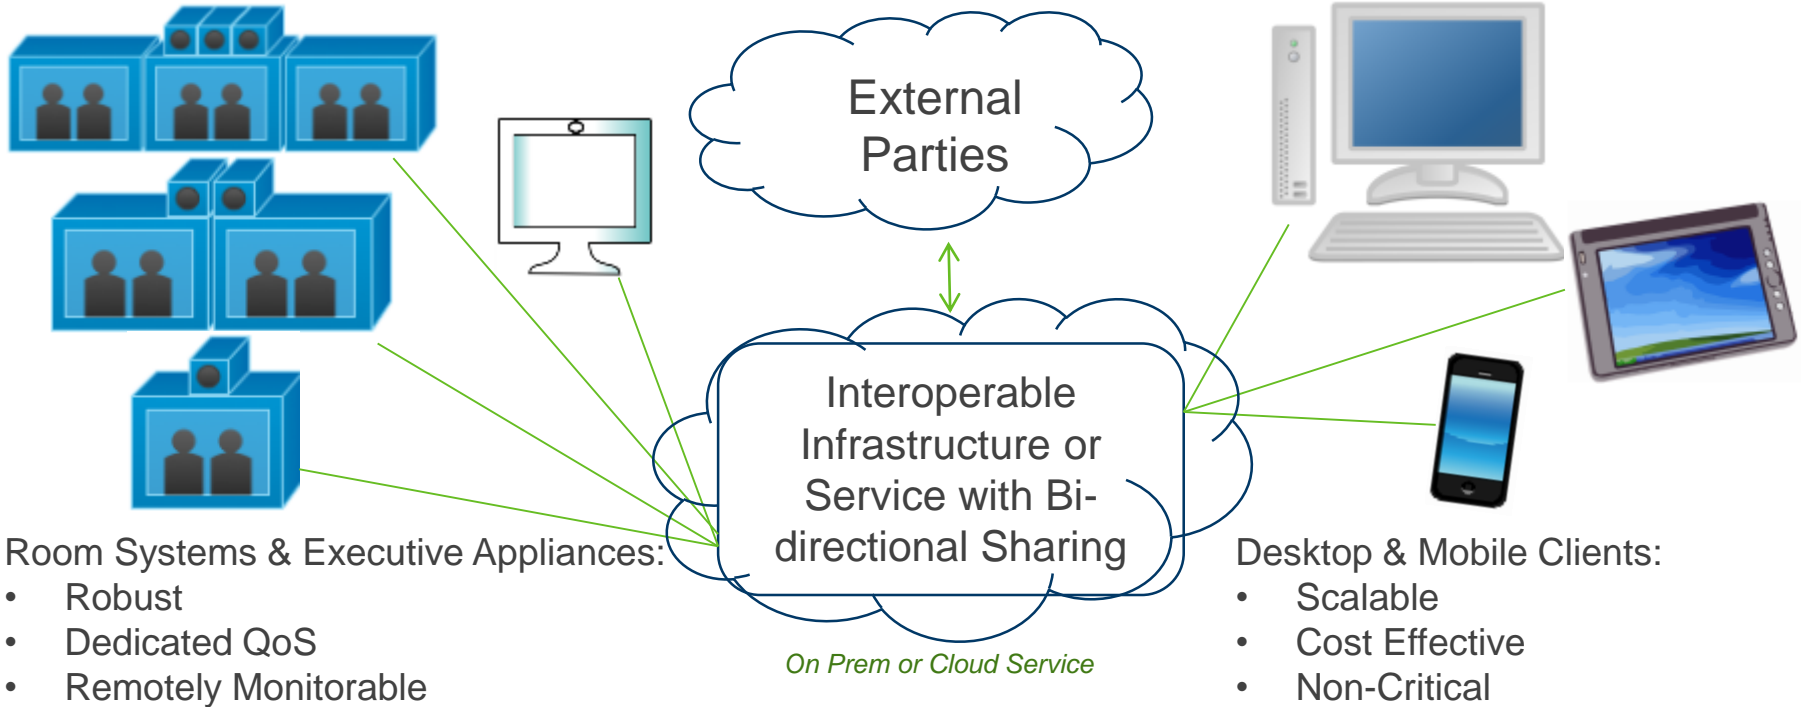 External
Parties
Interoperable
Infrastructure or
Service with Bi-
directional Sharing
On Prem or Cloud Service
Room Systems & Executive Appliances:
• Robust
• Dedicated QoS
• Remotely Monitorable
Desktop & Mobile Clients:
• Scalable
• Cost Effective
• Non-Critical